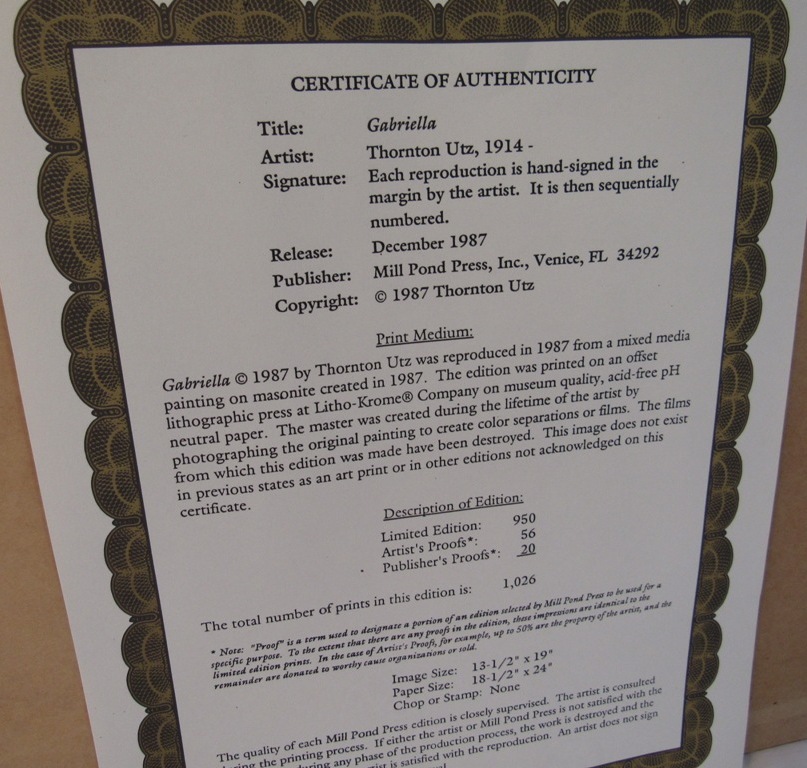 CERTIFICATE OF AUTHENTICITY
Title: Gabriella
Artist: Thornton Utz, 1914 -
Signature: Each reproduction is hand-signed in the
margin by the artist. It is then sequentially
numbered.
Release: December 1987
Publisher: Mill Pond Press, Inc., Venice, FL 34292
Copyright: © 1987 Thornton Utz
Print Medium:
Gabriella © 1987 by Thornton Utz was reproduced in 1987 from a mixed media
painting on masonite created in 1987. The edition was printed on an offset
lithographic press at Litho-Krome® Company on museum quality, acid-free pH
neutral paper. The master was created during the lifetime of the artist by
photographing the original painting to create color separations or films. The films
from which this edition was made have been destroyed. This image does not exist
in previous states as an art print or in other editions not acknowledged on this
certificate.
Description of Edition:
Limited Edition: 950
Artist's Proofs*: 56
Publisher's Proofs*: 20
The total number of prints in this edition is: 1,026
* Note: "Proof" is a term used to designate a portion of an edition selected by Mill Pond Press to be used for a
specific purpose. To the extent that there are any proofs in the edition, these impressions are identical to the
limited edition prints. In the case of Artist's Proofs, for example, up to 50% are the property of the artist, and the
remainder are donated to worthy cause organizations or sold.
Image Size: 13-1/2" x 19"
Paper Size: 18-1/2" x 24"
Chop or Stamp: None
The quality of each Mill Pond Press edition is closely supervised. The artist is consulted
the printing process. If either the artist or Mill Pond Press is not satisfied with the
any phase of the production process, the work is destroyed and the
is satisfied with the reproduction. An artist does not sign